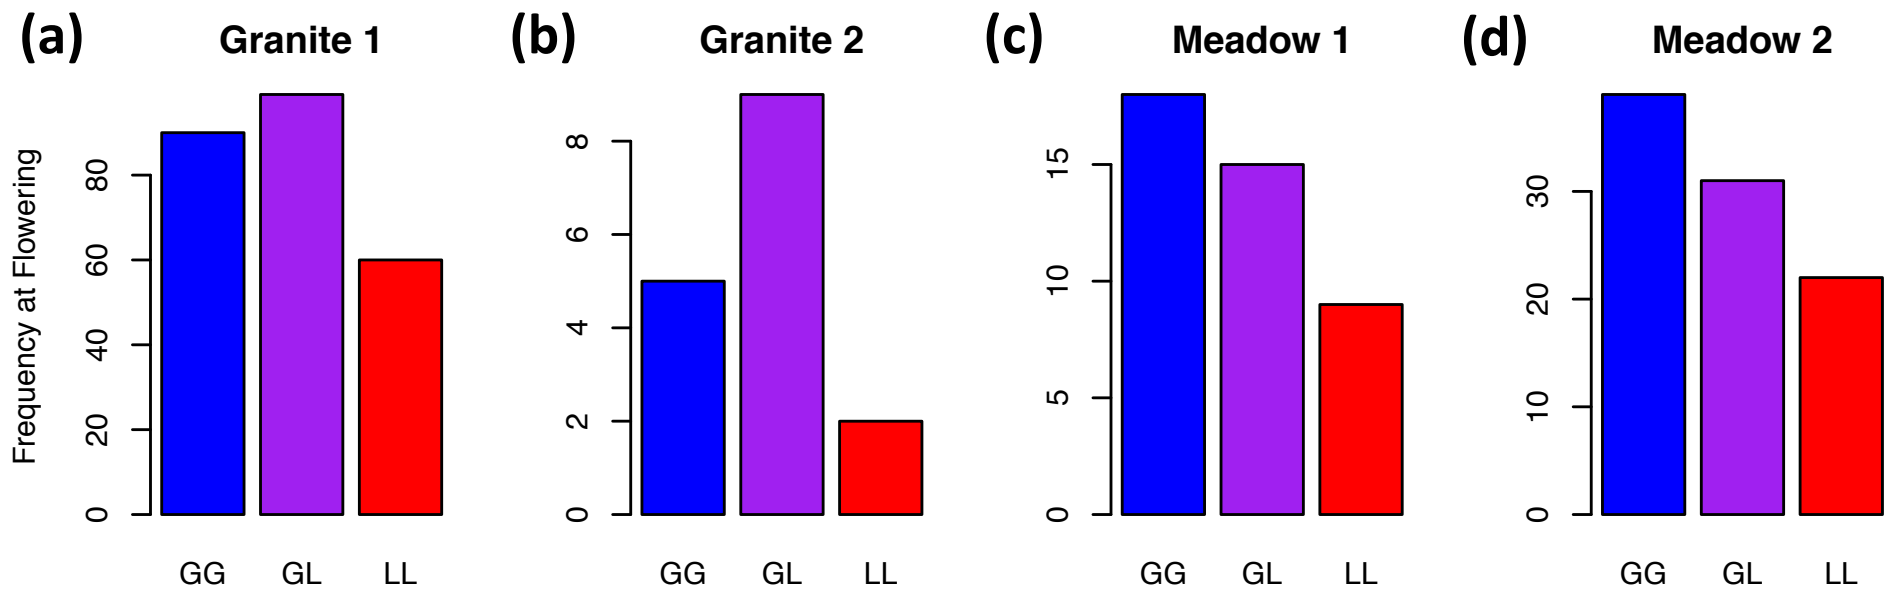 (a) Granite 1
(b) Granite 2
(c) Meadow 1
(d) Meadow 2
Frequency at Flowering
80
60
40
20
0
GG GL LL
8
6
4
2
0
GG GL LL
15
10
5
0
GG GL LL
30
20
10
0
GG GL LL